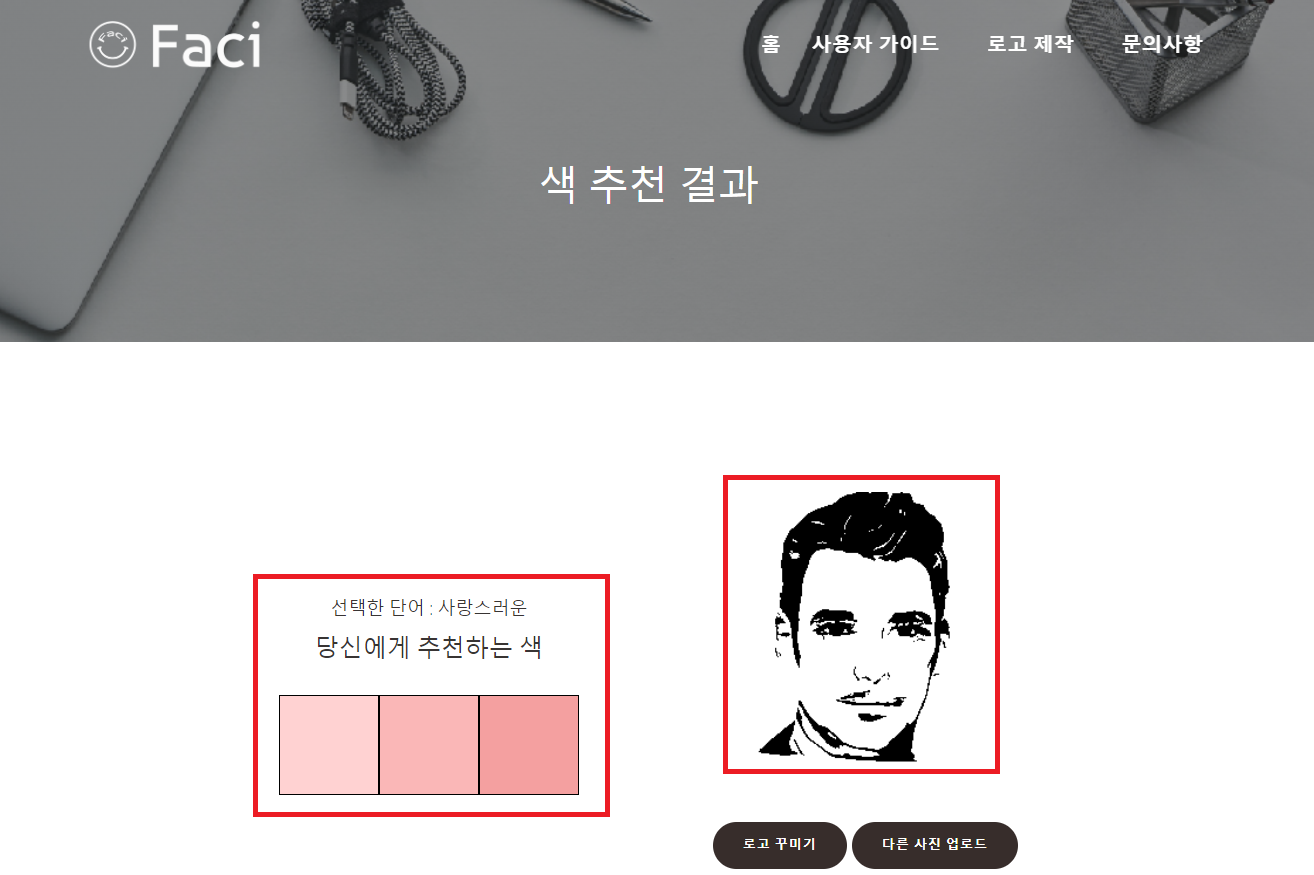 Faci Faci
홈 사용자 가이드 로고 제작 문의사항
색 추천 결과
선택한 단어 : 사랑스러운
당신에게 추천하는 색
로고 꾸미기 다른 사진 업로드